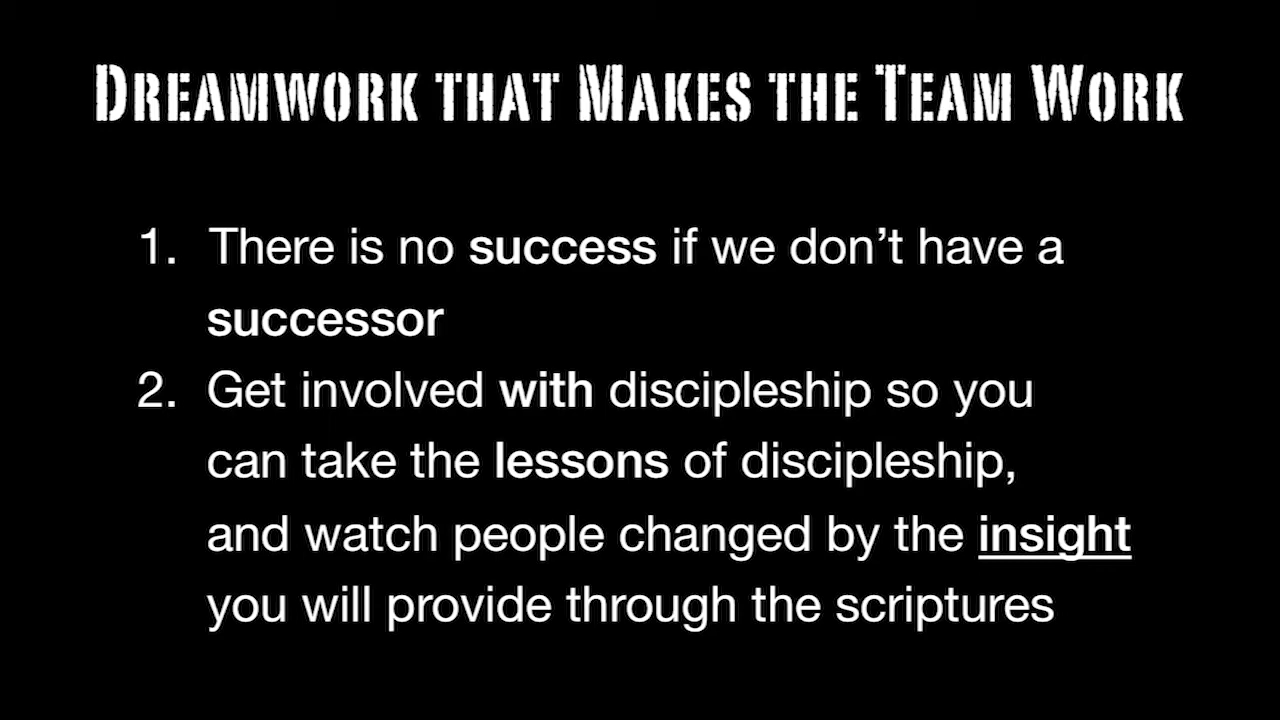 Dreamwork that Makes the Team Work
1. There is no success if we don’t have a
successor
2. Get involved with discipleship so you
can take the lessons of discipleship,
and watch people changed by the insight
you will provide through the scriptures